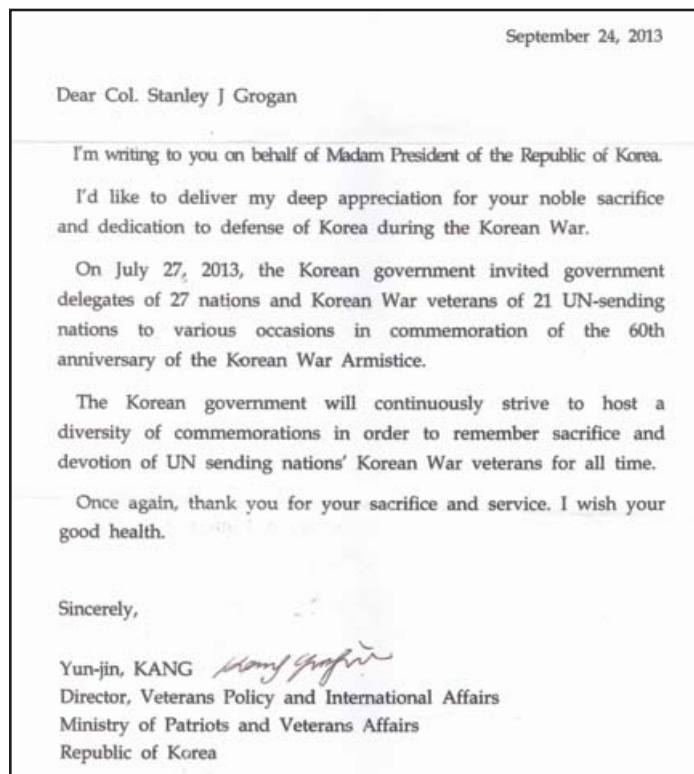 September 24, 2013
Dear Col. Stanley J Grogan
I'm writing to you on behalf of Madam President of the Republic of Korea.
I'd like to deliver my deep appreciation for your noble sacrifice
and dedication to defense of Korea during the Korean War.
On July 27, 2013, the Korean government invited government
delegates of 27 nations and Korean War veterans of 21 UN-sending
nations to various occasions in commemoration of the 60th
anniversary of the Korean War Armistice.
The Korean government will continuously strive to host a
diversity of commemorations in order to remember sacrifice and
devotion of UN sending nations' Korean War veterans for all time.
Once again, thank you for your sacrifice and service. I wish your
good health.
Sincerely,
Yun-jin, KANG
Director, Veterans Policy and International Affairs
Ministry of Patriots and Veterans Affairs
Republic of Korea